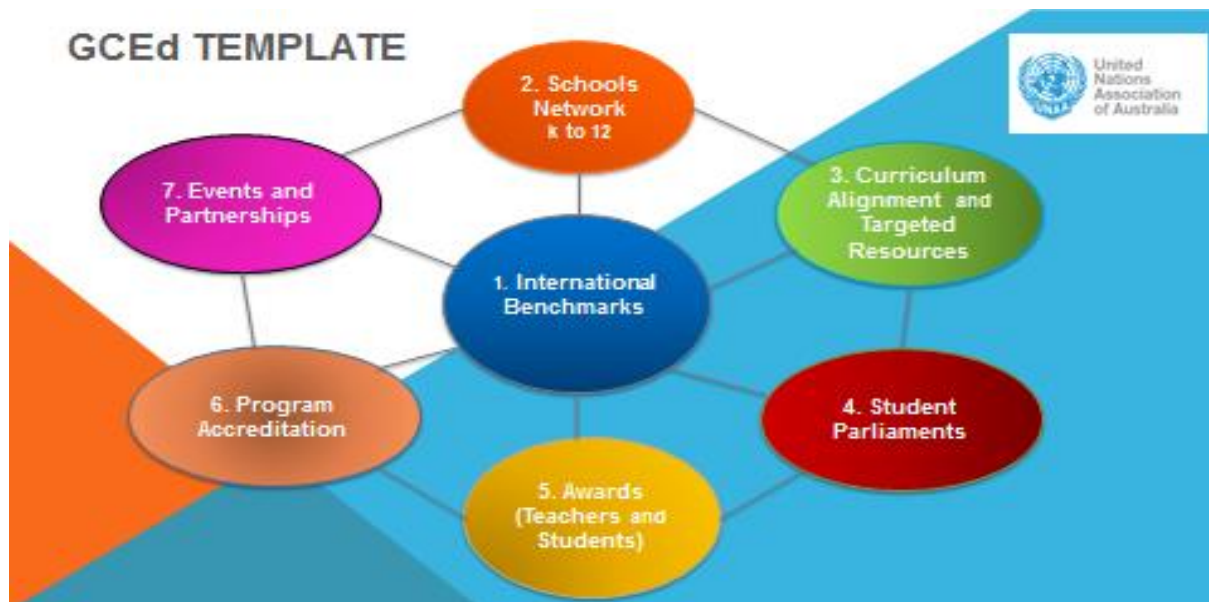 GCEd TEMPLATE
United
Nations
Association
of Australia
UNAA
2. Schools
Network
k to 12
7. Events and
Partnerships
3. Curriculum
Alignment and
Targeted
Resources
1. International
Benchmarks
6. Program
Accreditation
4. Student
Parliaments
5. Awards
(Teachers and
Students)